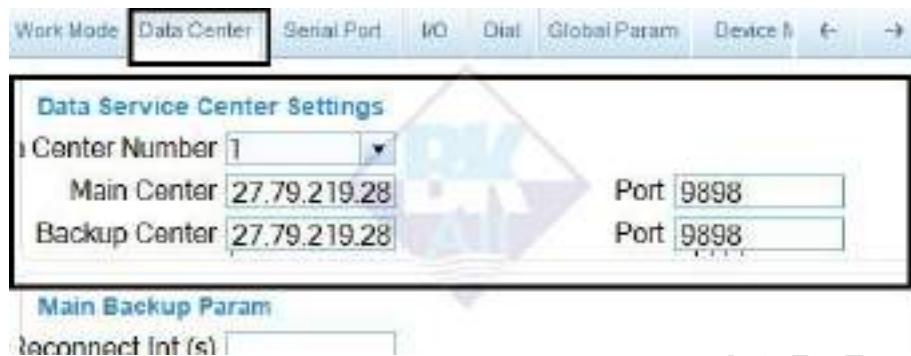 Work Mode Data Center Serial Port I/O Dial Global Param Device
Data Service Center Settings
Center Number 1
Main Center 27.79.219.28 Port 9898
Backup Center 27.79.219.28 Port 9898
Main Backup Param
Reconnect Int (s)